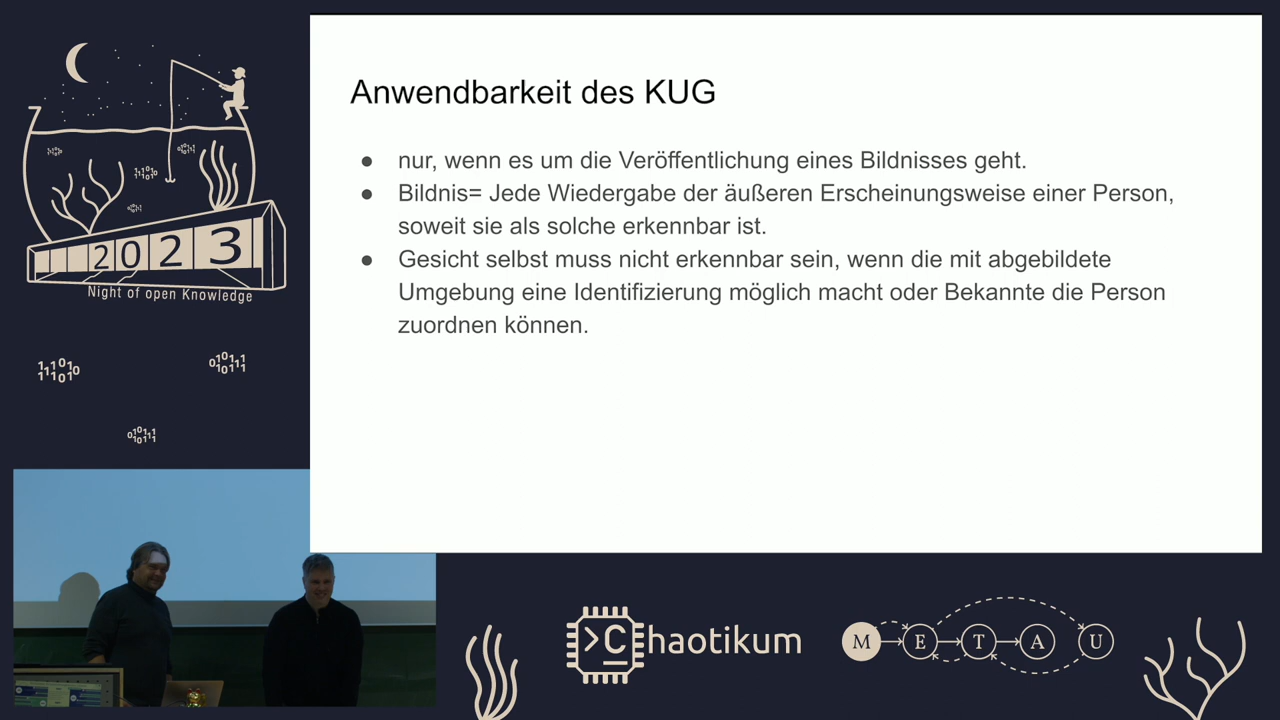 Anwendbarkeit des KUG
● nur, wenn es um die Veröffentlichung eines Bildnisses geht.
● Bildnis= Jede Wiedergabe der äußeren Erscheinungsweise einer Person,
soweit sie als solche erkennbar ist.
● Gesicht selbst muss nicht erkennbar sein, wenn die mit abgebildete
Umgebung eine Identifizierung möglich macht oder Bekannte die Person
zuordnen können.
2023
Night of open Knowledge
>C_haotikum
M E T A U